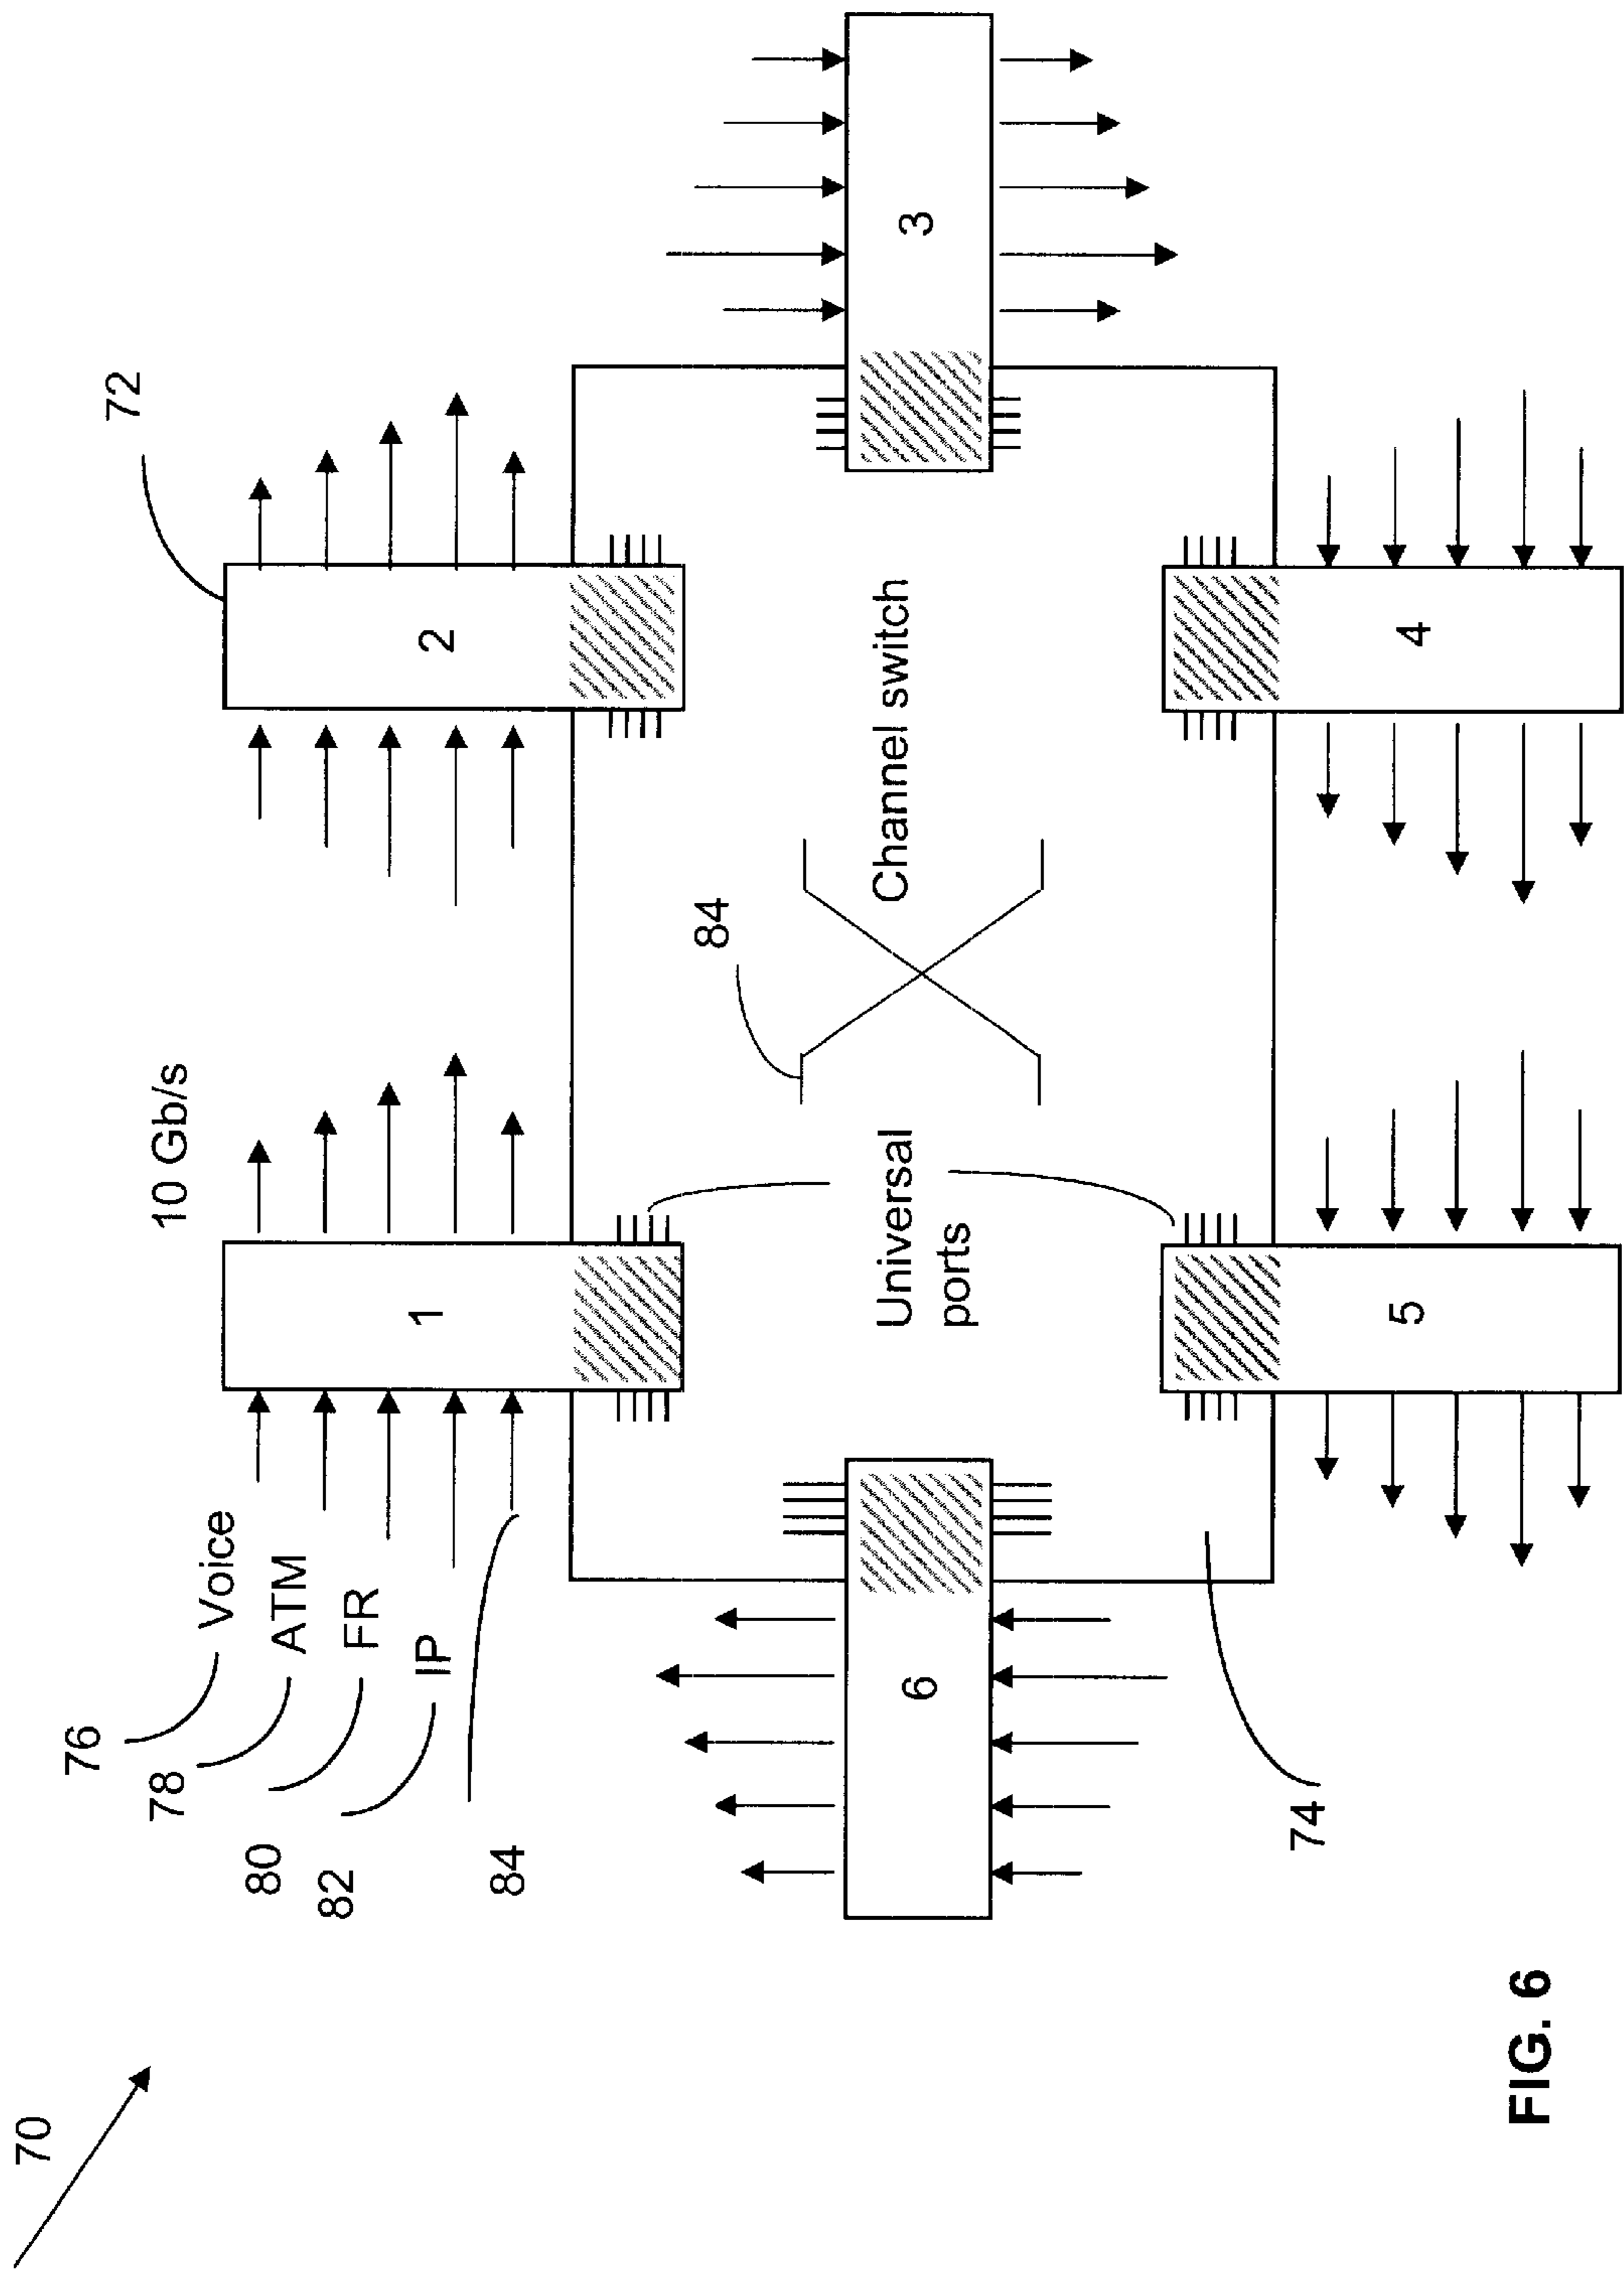 70
76
72
78
10 Gb/s
Voice
80
ATM
82
FR
IP
1
2
84
84
6
Universal
ports
Channel switch
3
74
5
4
FIG. 6